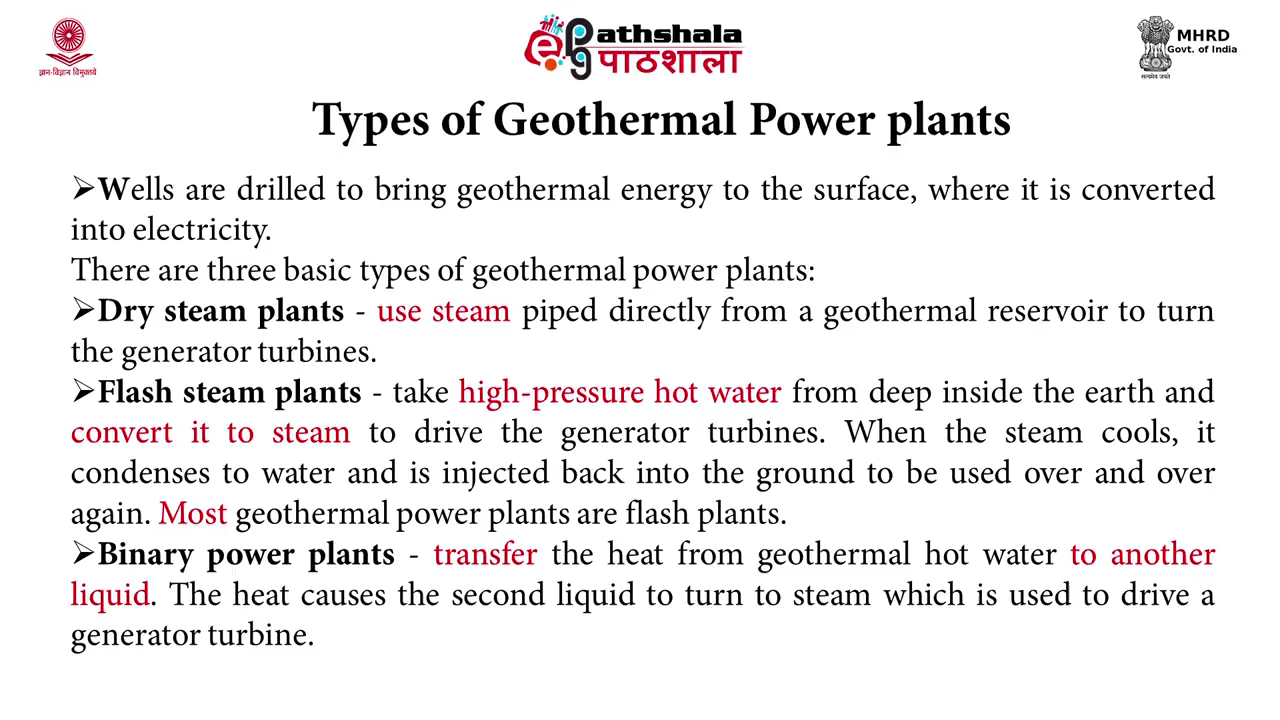 ज्ञान-विज्ञान विमुक्तये
ePathshala
पाठशाला
MHRD
Govt. of India
सत्यमेव जयते
Types of Geothermal Power plants
➢Wells are drilled to bring geothermal energy to the surface, where it is converted
into electricity.
There are three basic types of geothermal power plants:
➢Dry steam plants - use steam piped directly from a geothermal reservoir to turn
the generator turbines.
➢Flash steam plants - take high-pressure hot water from deep inside the earth and
convert it to steam to drive the generator turbines. When the steam cools, it
condenses to water and is injected back into the ground to be used over and over
again. Most geothermal power plants are flash plants.
➢Binary power plants - transfer the heat from geothermal hot water to another
liquid. The heat causes the second liquid to turn to steam which is used to drive a
generator turbine.